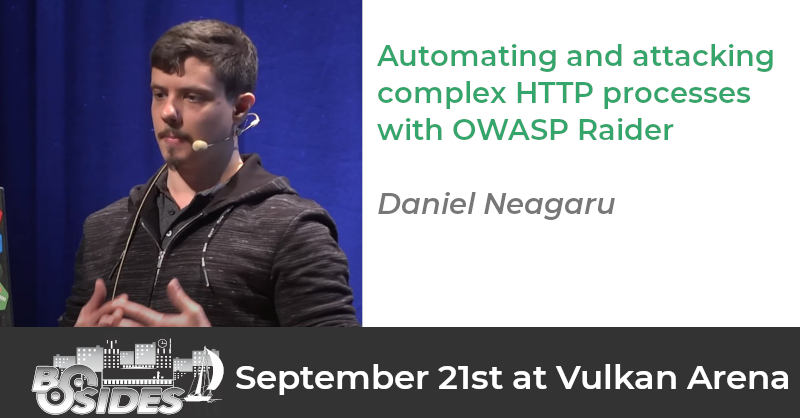 Automating and attacking
complex HTTP processes
with OWASP Raider
Daniel Neagaru
BSIDES
September 21st at Vulkan Arena